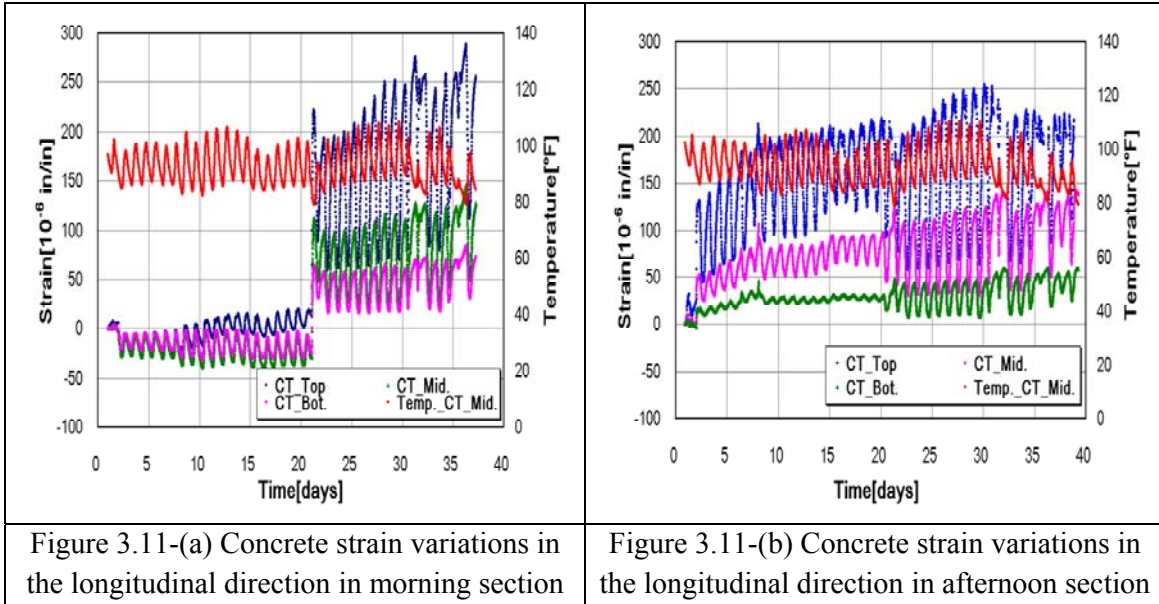 300
250
200
150
100
50
0
-50
-100
Strain[10⁻⁶ in/in]
140
120
100
80
60
40
20
0
Temperature[°F]
CT_Top
CT_Mid.
CT_Bot.
Temp._CT_Mid.
0 5 10 15 20 25 30 35 40
Time[days]
300
250
200
150
100
50
0
-50
-100
Strain[10⁻⁶ in/in]
140
120
100
80
60
40
20
0
Temperature[°F]
CT_Top
CT_Mid.
CT_Bot.
Temp._CT_Mid.
0 5 10 15 20 25 30 35 40
Time[days]
Figure 3.11-(a) Concrete strain variations in
the longitudinal direction in morning section
Figure 3.11-(b) Concrete strain variations in
the longitudinal direction in afternoon section